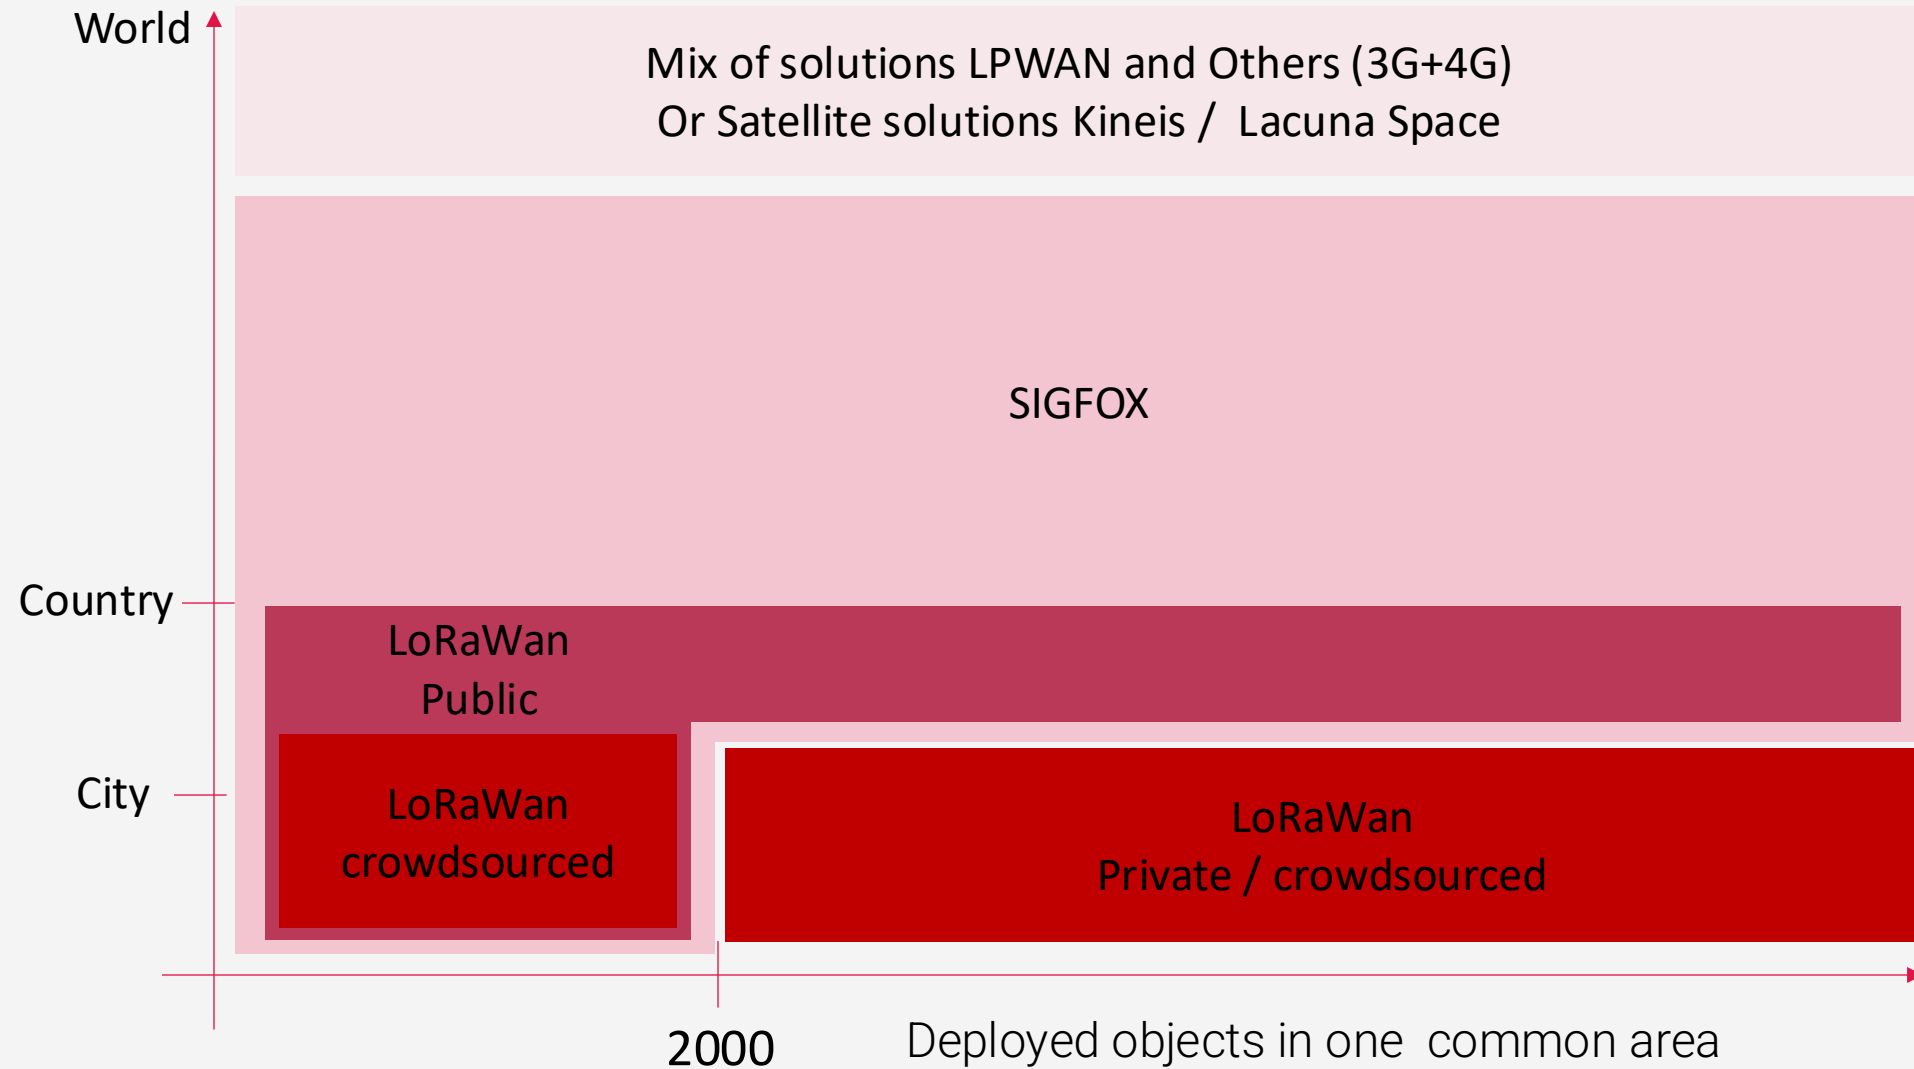 World
Mix of solutions LPWAN and Others (3G+4G)
Or Satellite solutions Kineis / Lacuna Space
SIGFOX
Country
LoRaWan
Public
City
LoRaWan
crowdsourced
LoRaWan
Private / crowdsourced
2000
Deployed objects in one common area